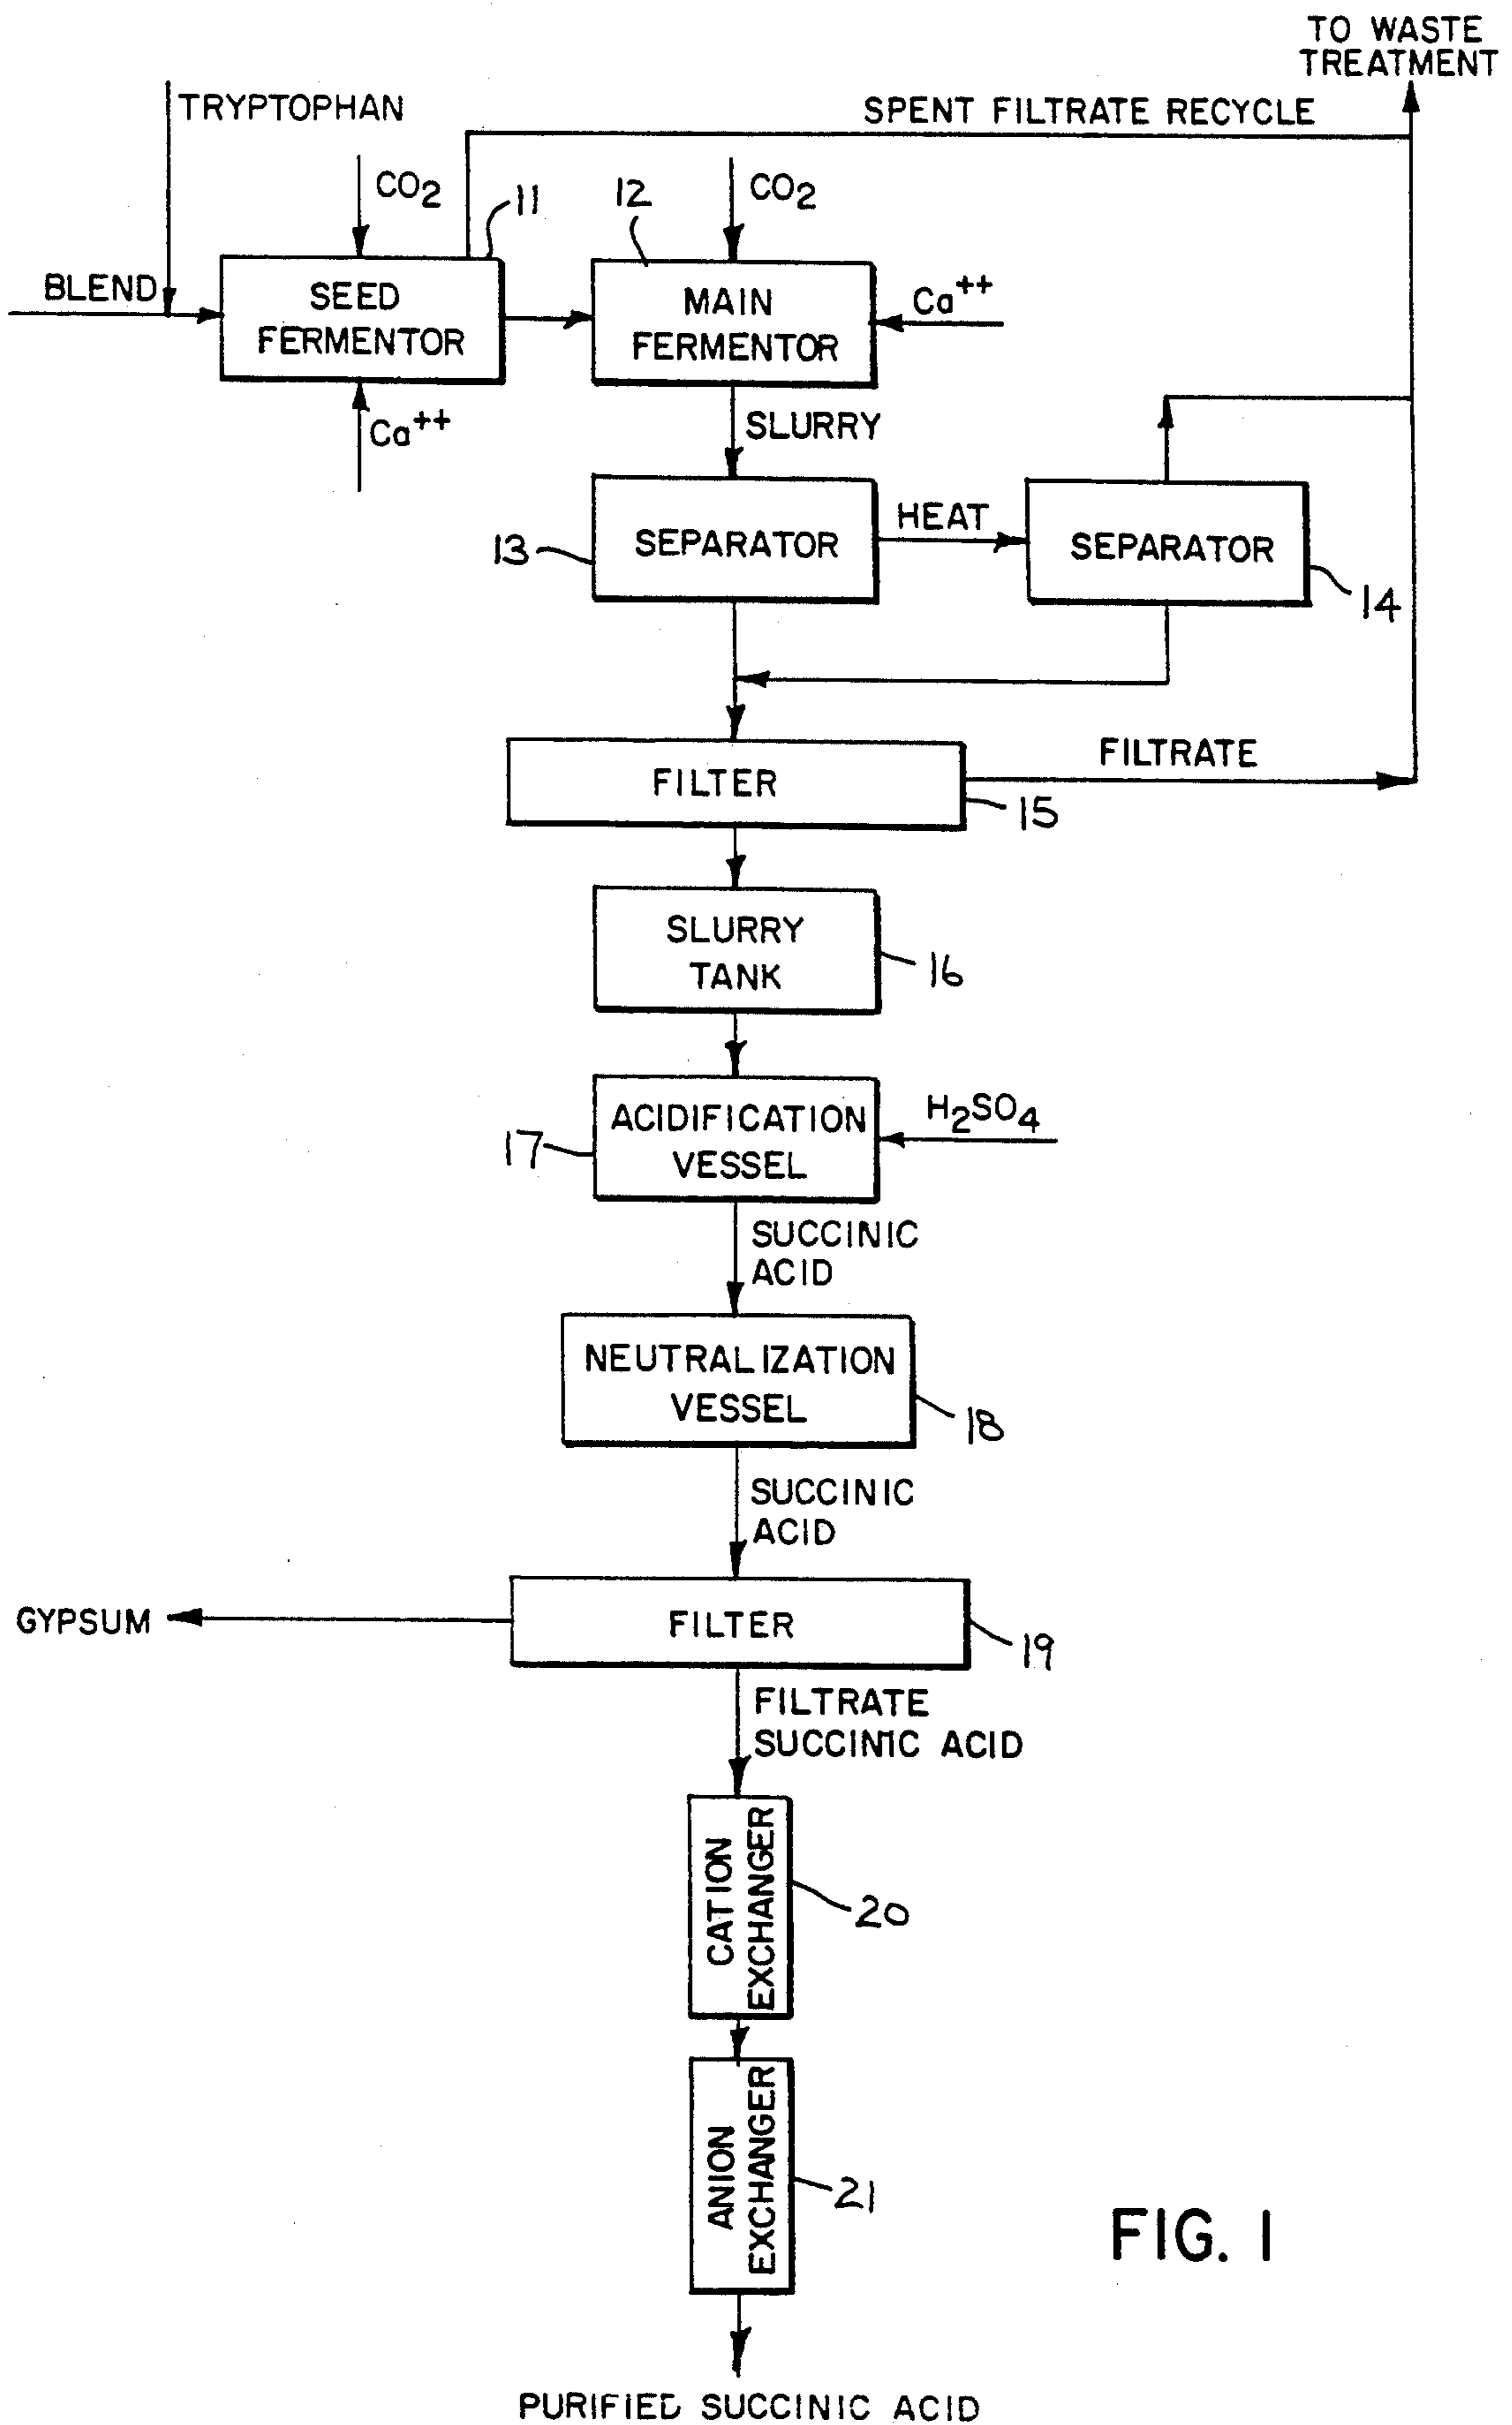 TO WASTE
TREATMENT
TRYPTOPHAN
SPENT FILTRATE RECYCLE
CO2
11
12
CO2
BLEND
SEED
FERMENTOR
MAIN
FERMENTOR
Ca++
Ca++
SLURRY
13
SEPARATOR
HEAT
SEPARATOR
14
FILTER
FILTRATE
15
SLURRY
TANK
16
ACIDIFICATION
VESSEL
H2SO4
17
SUCCINIC
ACID
NEUTRALIZATION
VESSEL
18
SUCCINIC
ACID
GYPSUM
FILTER
19
FILTRATE
SUCCINIC ACID
CATION
EXCHANGER
20
ANION
EXCHANGER
21
FIG. 1
PURIFIED SUCCINIC ACID